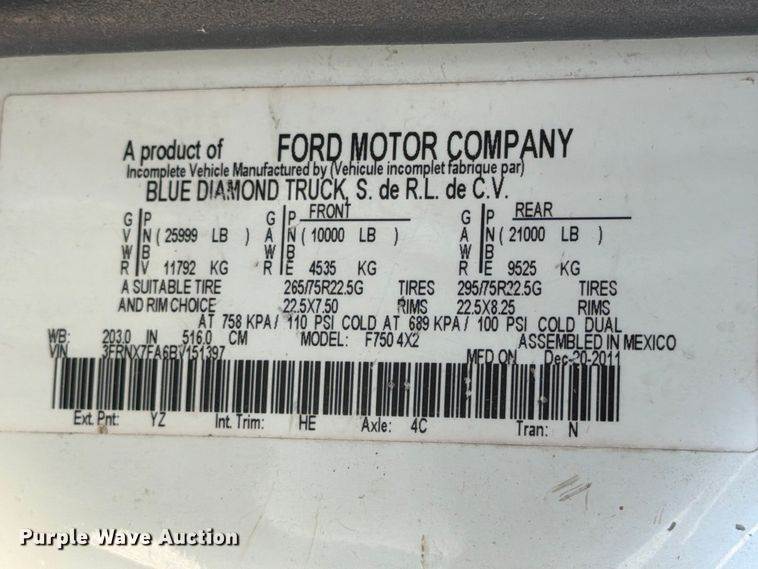 A product of FORD MOTOR COMPANY
Incomplete Vehicle Manufactured by (Vehicule incomplet fabrique par)
BLUE DIAMOND TRUCK, S. de R.L. de C.V.
FRONT REAR
G P G P G P
V N ( 25999 LB ) A N ( 10000 LB ) A N ( 21000 LB )
W B W B W B
R V 11792 KG R E 4535 KG R E 9525 KG
A SUITABLE TIRE 265/75R22.5G TIRES 295/75R22.5G TIRES
AND RIM CHOICE 22.5X7.50 RIMS 22.5X8.25 RIMS
AT 758 KPA/ 110 PSI COLD AT 689 KPA/ 100 PSI COLD DUAL
WB: 203.0 IN 516.0 CM MODEL: F750 4X2 ASSEMBLED IN MEXICO
VIN 3FRNX7FA6BV151397 MFD ON Dec-20-2011
Ext. Pnt: YZ Int. Trim: HE Axle: 4C Tran: N
Purple Wave Auction